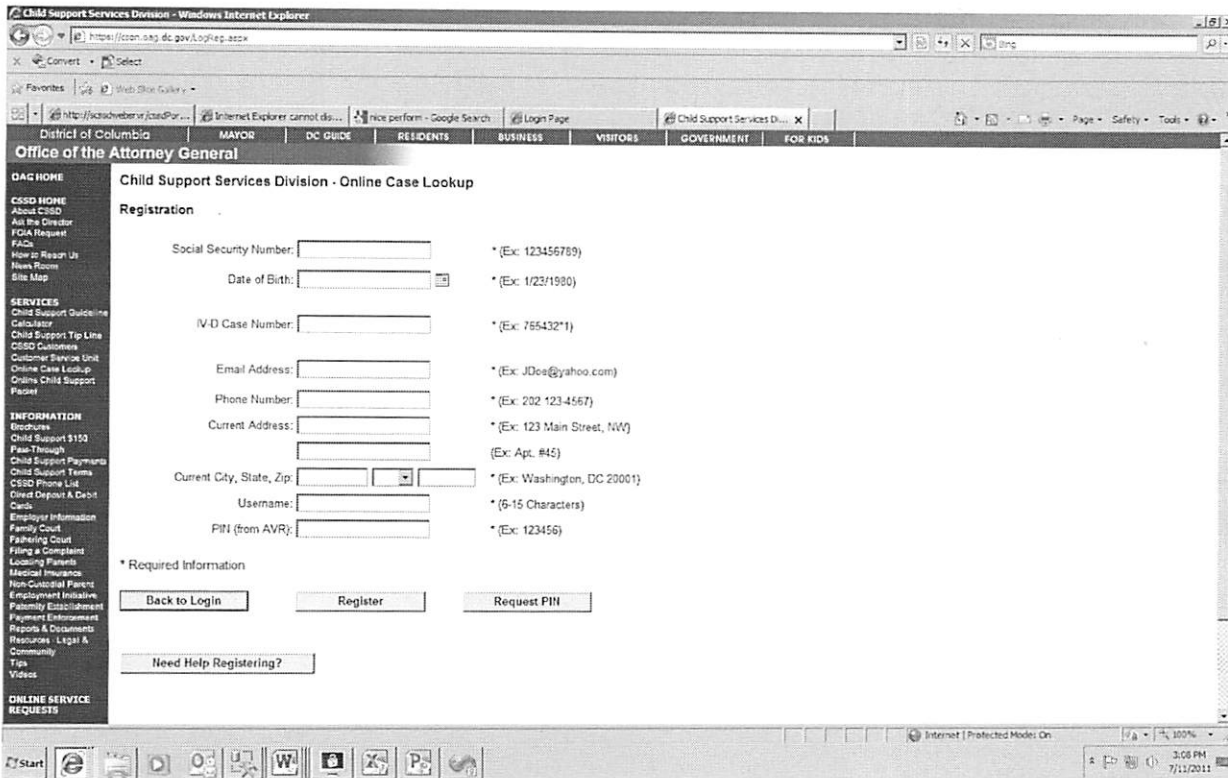 Child Support Services Division - Windows Internet Explorer
https://cson.oag.dc.gov/LogReg.aspx
Bing
x Convert Select
Favorites Web Slice Gallery
Internet Explorer cannot dis... nice perform - Google Search Login Page Child Support Services Di... x Page Safety Tools
District of Columbia MAYOR DC GUIDE RESIDENTS BUSINESS VISITORS GOVERNMENT FOR KIDS
Office of the Attorney General
OAG HOME
CSSD HOME
About CSSD
Ask the Director
FOIA Request
FAQs
How to Reach Us
News Room
Site Map
SERVICES
Child Support Guideline
Calculator
Child Support Tip Line
CSSD Customers
Customer Service Unit
Online Case Lookup
Online Child Support
Packet
INFORMATION
Brochures
Child Support $150
Pass-Through
Child Support Payments
Child Support Terms
CSSD Phone List
Direct Deposit & Debit
Cards
Employer Information
Family Court
Fathering Court
Filing a Complaint
Locating Parents
Medical Insurance
Non-Custodial Parent
Employment Initiative
Paternity Establishment
Payment Enforcement
Reports & Documents
Resources - Legal &
Community
Tips
Videos
ONLINE SERVICE
REQUESTS
Child Support Services Division - Online Case Lookup
Registration
Social Security Number: * (Ex: 123456789)
Date of Birth: * (Ex: 1/23/1980)
IV-D Case Number: * (Ex: 765432*1)
Email Address: * (Ex: JDoe@yahoo.com)
Phone Number: * (Ex: 202 123-4567)
Current Address: * (Ex: 123 Main Street, NW)
(Ex: Apt. #45)
Current City, State, Zip: * (Ex: Washington, DC 20001)
Username: * (6-15 Characters)
PIN (from AVR): * (Ex: 123456)
* Required Information
Back to Login Register Request PIN
Need Help Registering?
Internet | Protected Mode: On 100%
Start 3:08 PM
7/11/2011